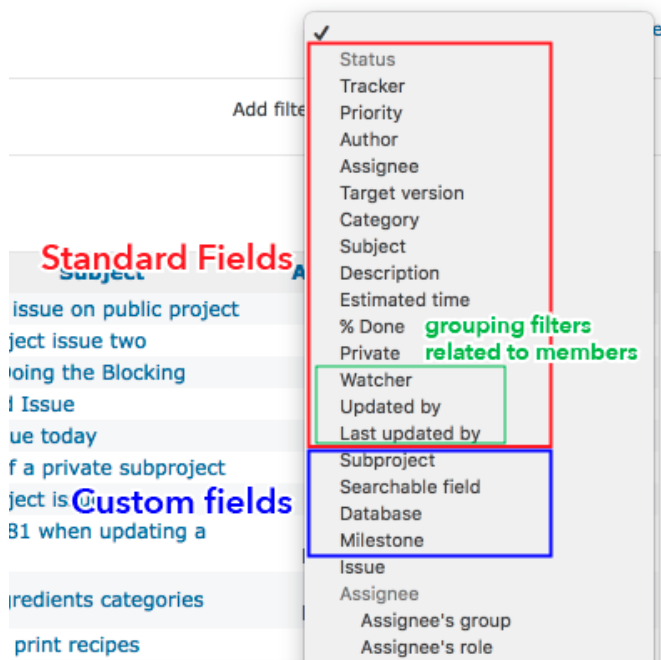 ✓
Status
Tracker
Add filte
Priority
Author
Assignee
Target version
Category
Standard Fields
Subject
Subject
A
Description
issue on public project
Estimated time
ject issue two
% Done
grouping filters
related to members
Private
oing the Blocking
Watcher
d Issue
Updated by
ue today
Last updated by
f a private subproject
Subproject
ject is
Custom fields
Searchable field
81 when updating a
Database
Milestone
Issue
gredients categories
Assignee
Assignee's group
print recipes
Assignee's role